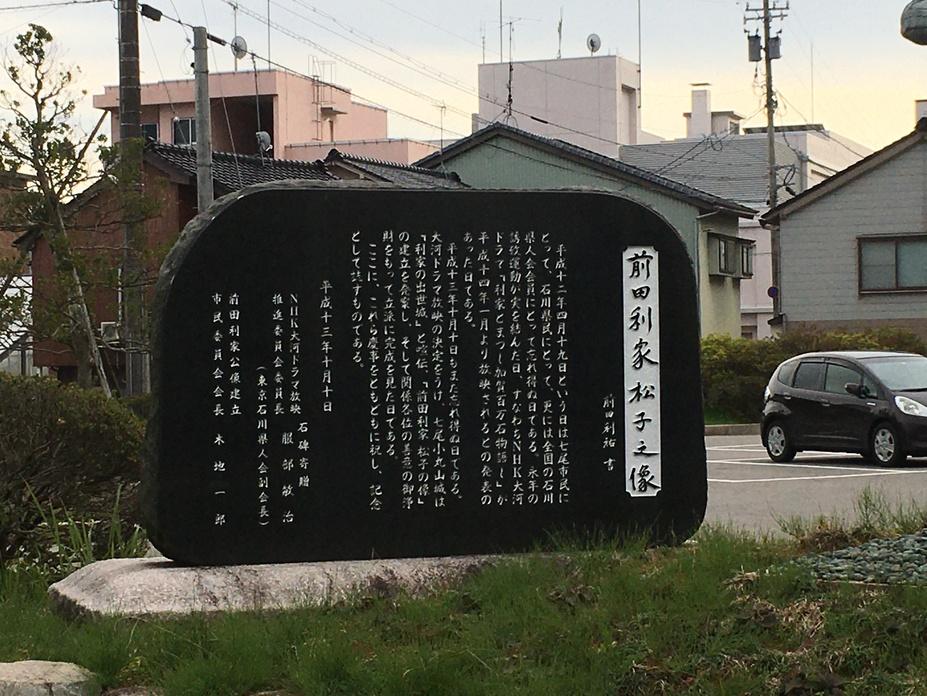 前田利家 松子之像
前田利祐 書
平成十二年四月十九日という日は七尾市民に
とって、石川県民にとって、更には全国の石川
県人会会員にとって忘れ得ぬ日である。永年の
誘致運動が実を結んだ日、すなわちNHK大河
ドラマ「利家とまつ〜加賀百万石物語〜」が
平成十四年一月より放映されるとの発表の
あった日である。
平成十三年十月十日もまた忘れ得ぬ日である。
大河ドラマ放映の決定をうけ、七尾小丸山城は
「利家の出世城」と喧伝、「前田利家 松子の像」
の建立を発案し、そして関係各位の善意の御浄
財をもって立派に完成を見た日である。
ここに、これら慶事をともどもに祝し、記念
として誌すものである。
平成十三年十月十日
石碑寄贈
NHK大河ドラマ放映
推進委員会委員長 服部敏治
(東京石川県人会副会長)
前田利家公像建立
市民委員会会長 木地一郎